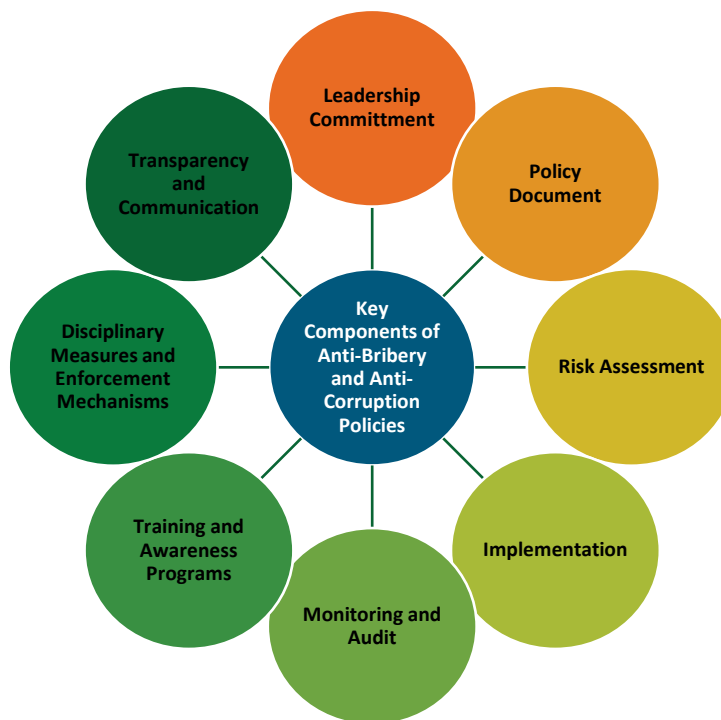 Leadership
Committment
Policy
Document
Risk Assessment
Implementation
Monitoring and
Audit
Training and
Awareness
Programs
Disciplinary
Measures and
Enforcement
Mechanisms
Transparency
and
Communication
Key
Components of
Anti-Bribery
and Anti-
Corruption
Policies